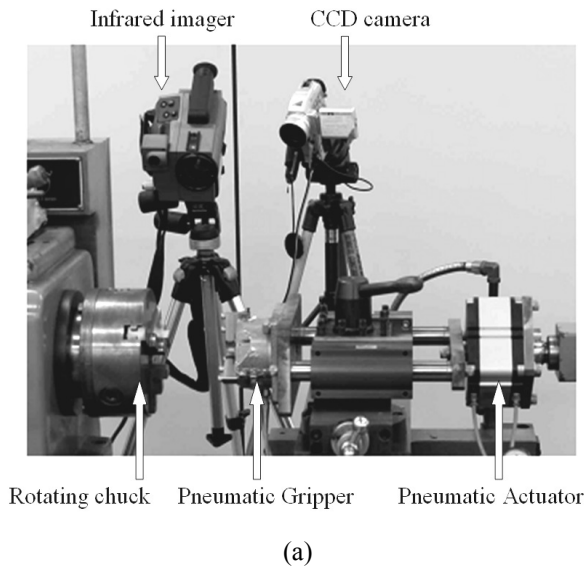 Infrared imager
CCD camera
Rotating chuck
Pneumatic Gripper
Pneumatic Actuator
(a)